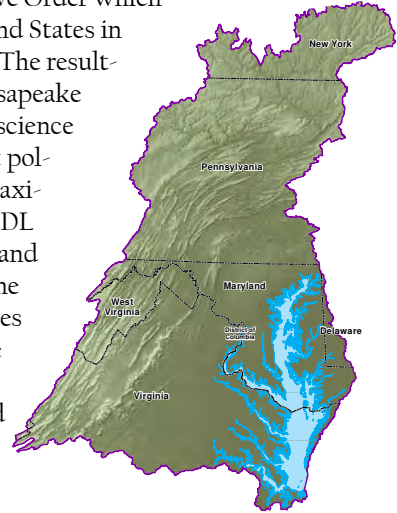 ve Order which
nd States in
The result-
sapeake
science
pol-
axi-
DL
and
ne
es
d
New York
Pennsylvania
Maryland
West
Virginia
District of
Columbia
Delaware
Virginia